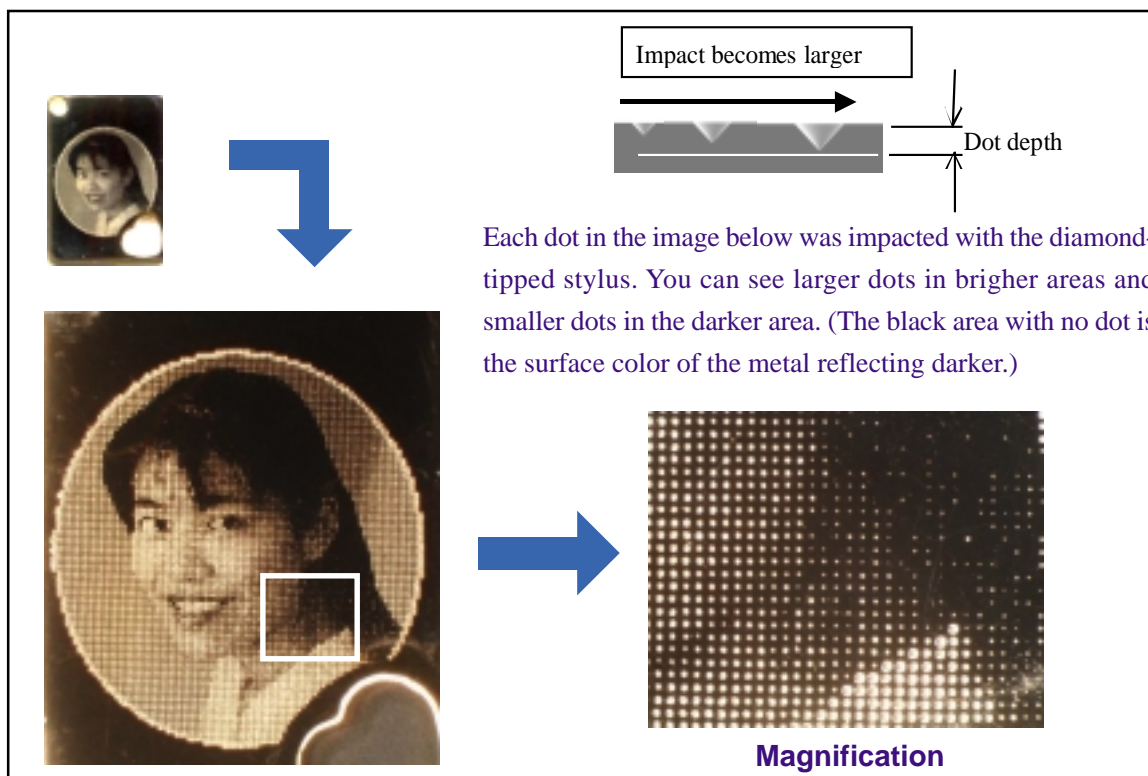 Impact becomes larger
Dot depth
Each dot in the image below was impacted with the diamond-
tipped stylus. You can see larger dots in brigher areas and
smaller dots in the darker area. (The black area with no dot is
the surface color of the metal reflecting darker.)
Magnification